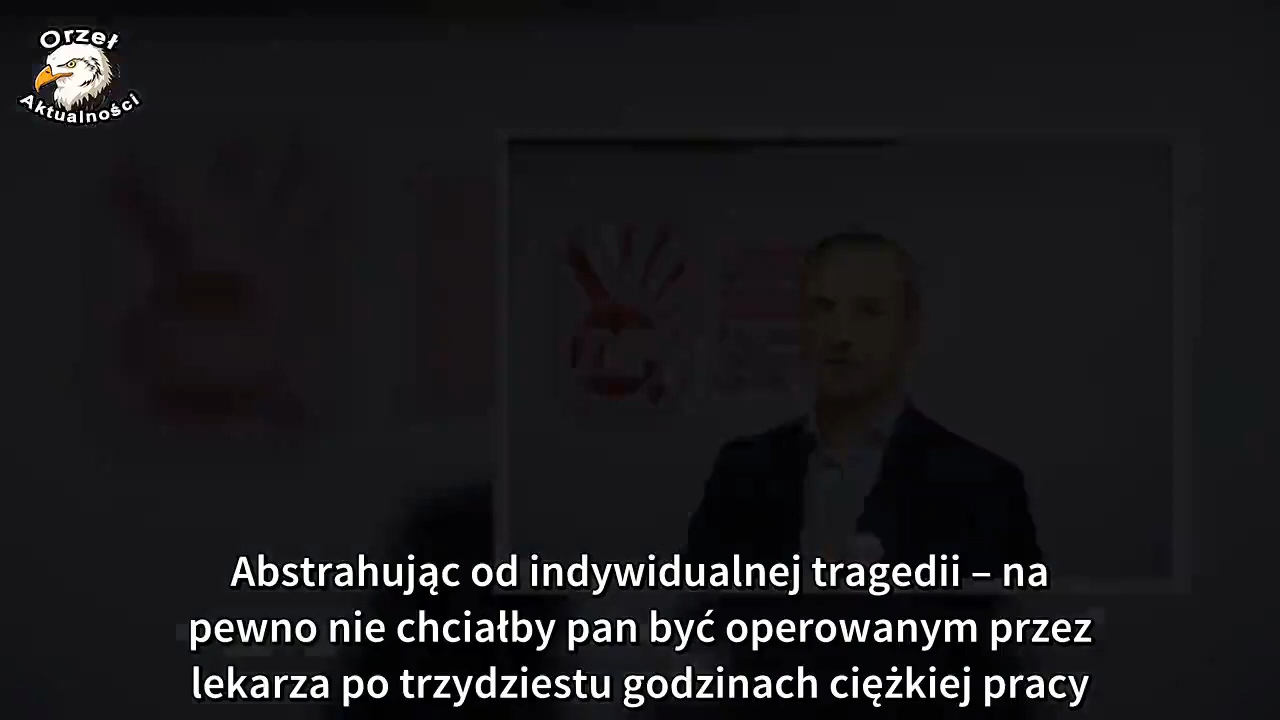 Orzeł
Aktualności
Abstrahując od indywidualnej tragedii – na
pewno nie chciałby pan być operowanym przez
lekarza po trzydziestu godzinach ciężkiej pracy